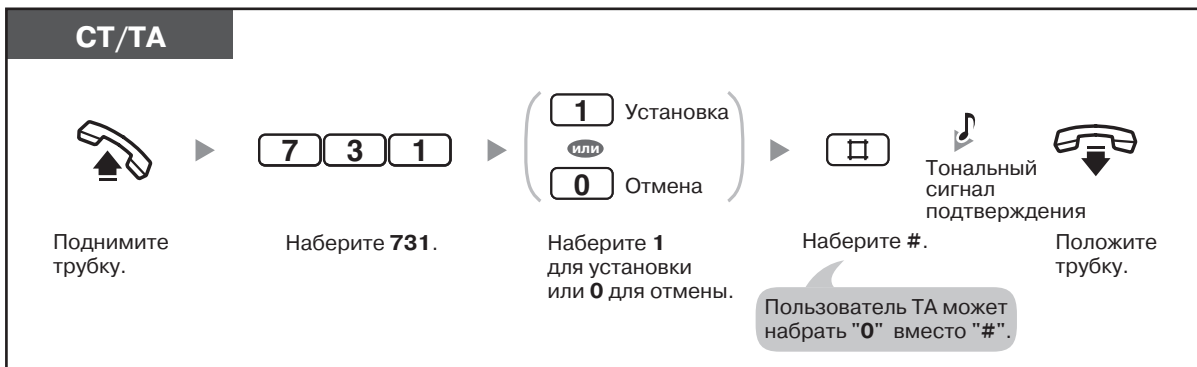 СТ/ТА
7 3 1
1 Установка
или
0 Отмена
#
Тональный
сигнал
подтверждения
Поднимите
трубку.
Наберите 731.
Наберите 1
для установки
или 0 для отмены.
Наберите #.
Положите
трубку.
Пользователь ТА может
набрать "0" вместо "#".